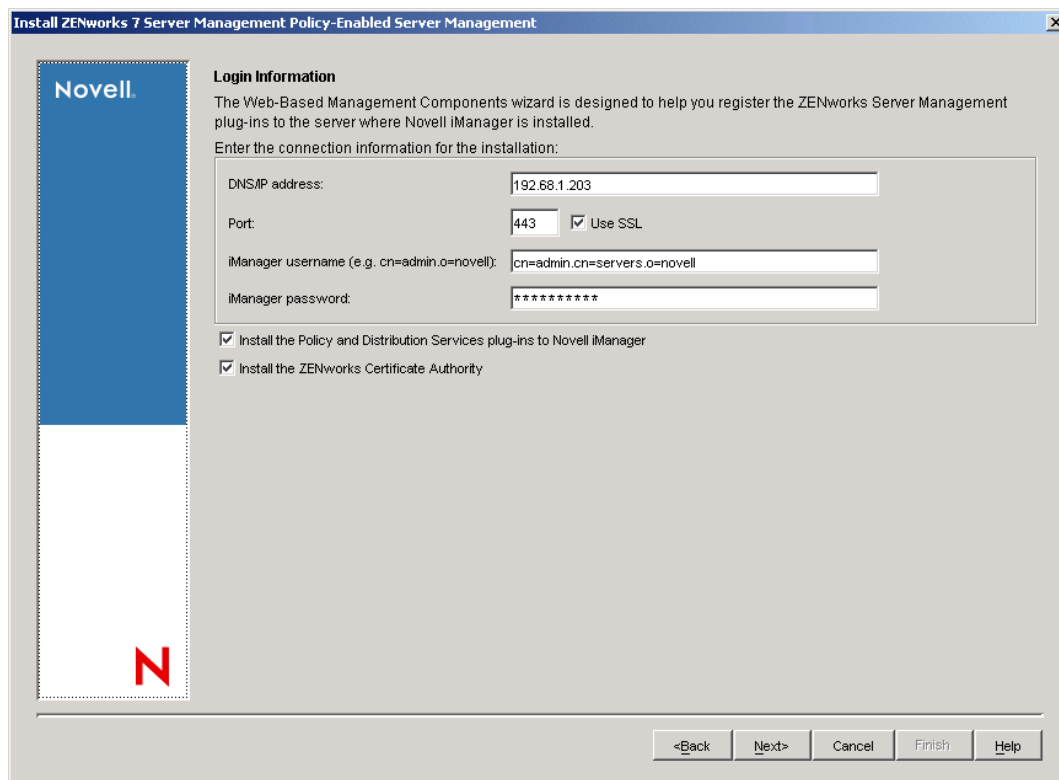 Install ZENworks 7 Server Management Policy-Enabled Server Management
Novell.
Login Information
The Web-Based Management Components wizard is designed to help you register the ZENworks Server Management
plug-ins to the server where Novell iManager is installed.
Enter the connection information for the installation:
DNS/IP address:
192.68.1.203
Port:
443
Use SSL
iManager username (e.g. cn=admin.o=novell):
cn=admin.cn=servers.o=novell
iManager password:
**********
Install the Policy and Distribution Services plug-ins to Novell iManager
Install the ZENworks Certificate Authority
N
<Back
Next>
Cancel
Finish
Help